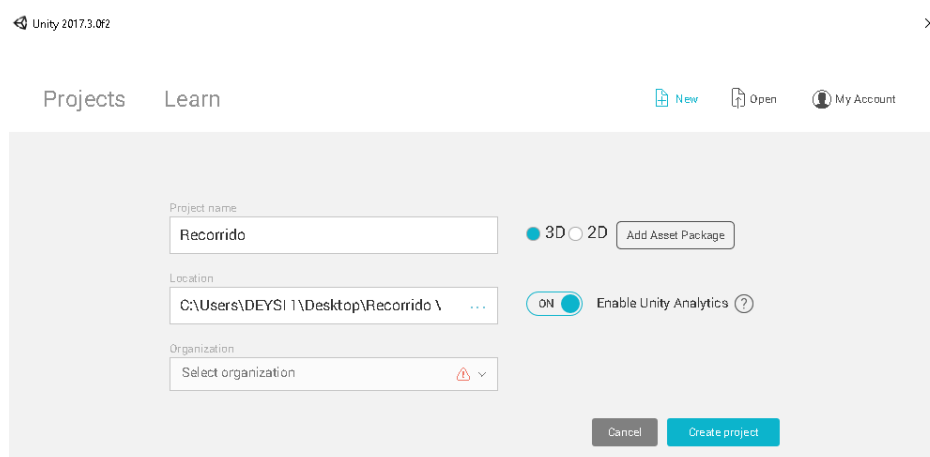 Unity 2017.3.0f2
Projects Learn New Open My Account
Project name
Recorrido
3D 2D Add Asset Package
Location
C:\Users\DEYSI 1\Desktop\Recorrido \ ...
ON Enable Unity Analytics ?
Organization
Select organization
Cancel Create project